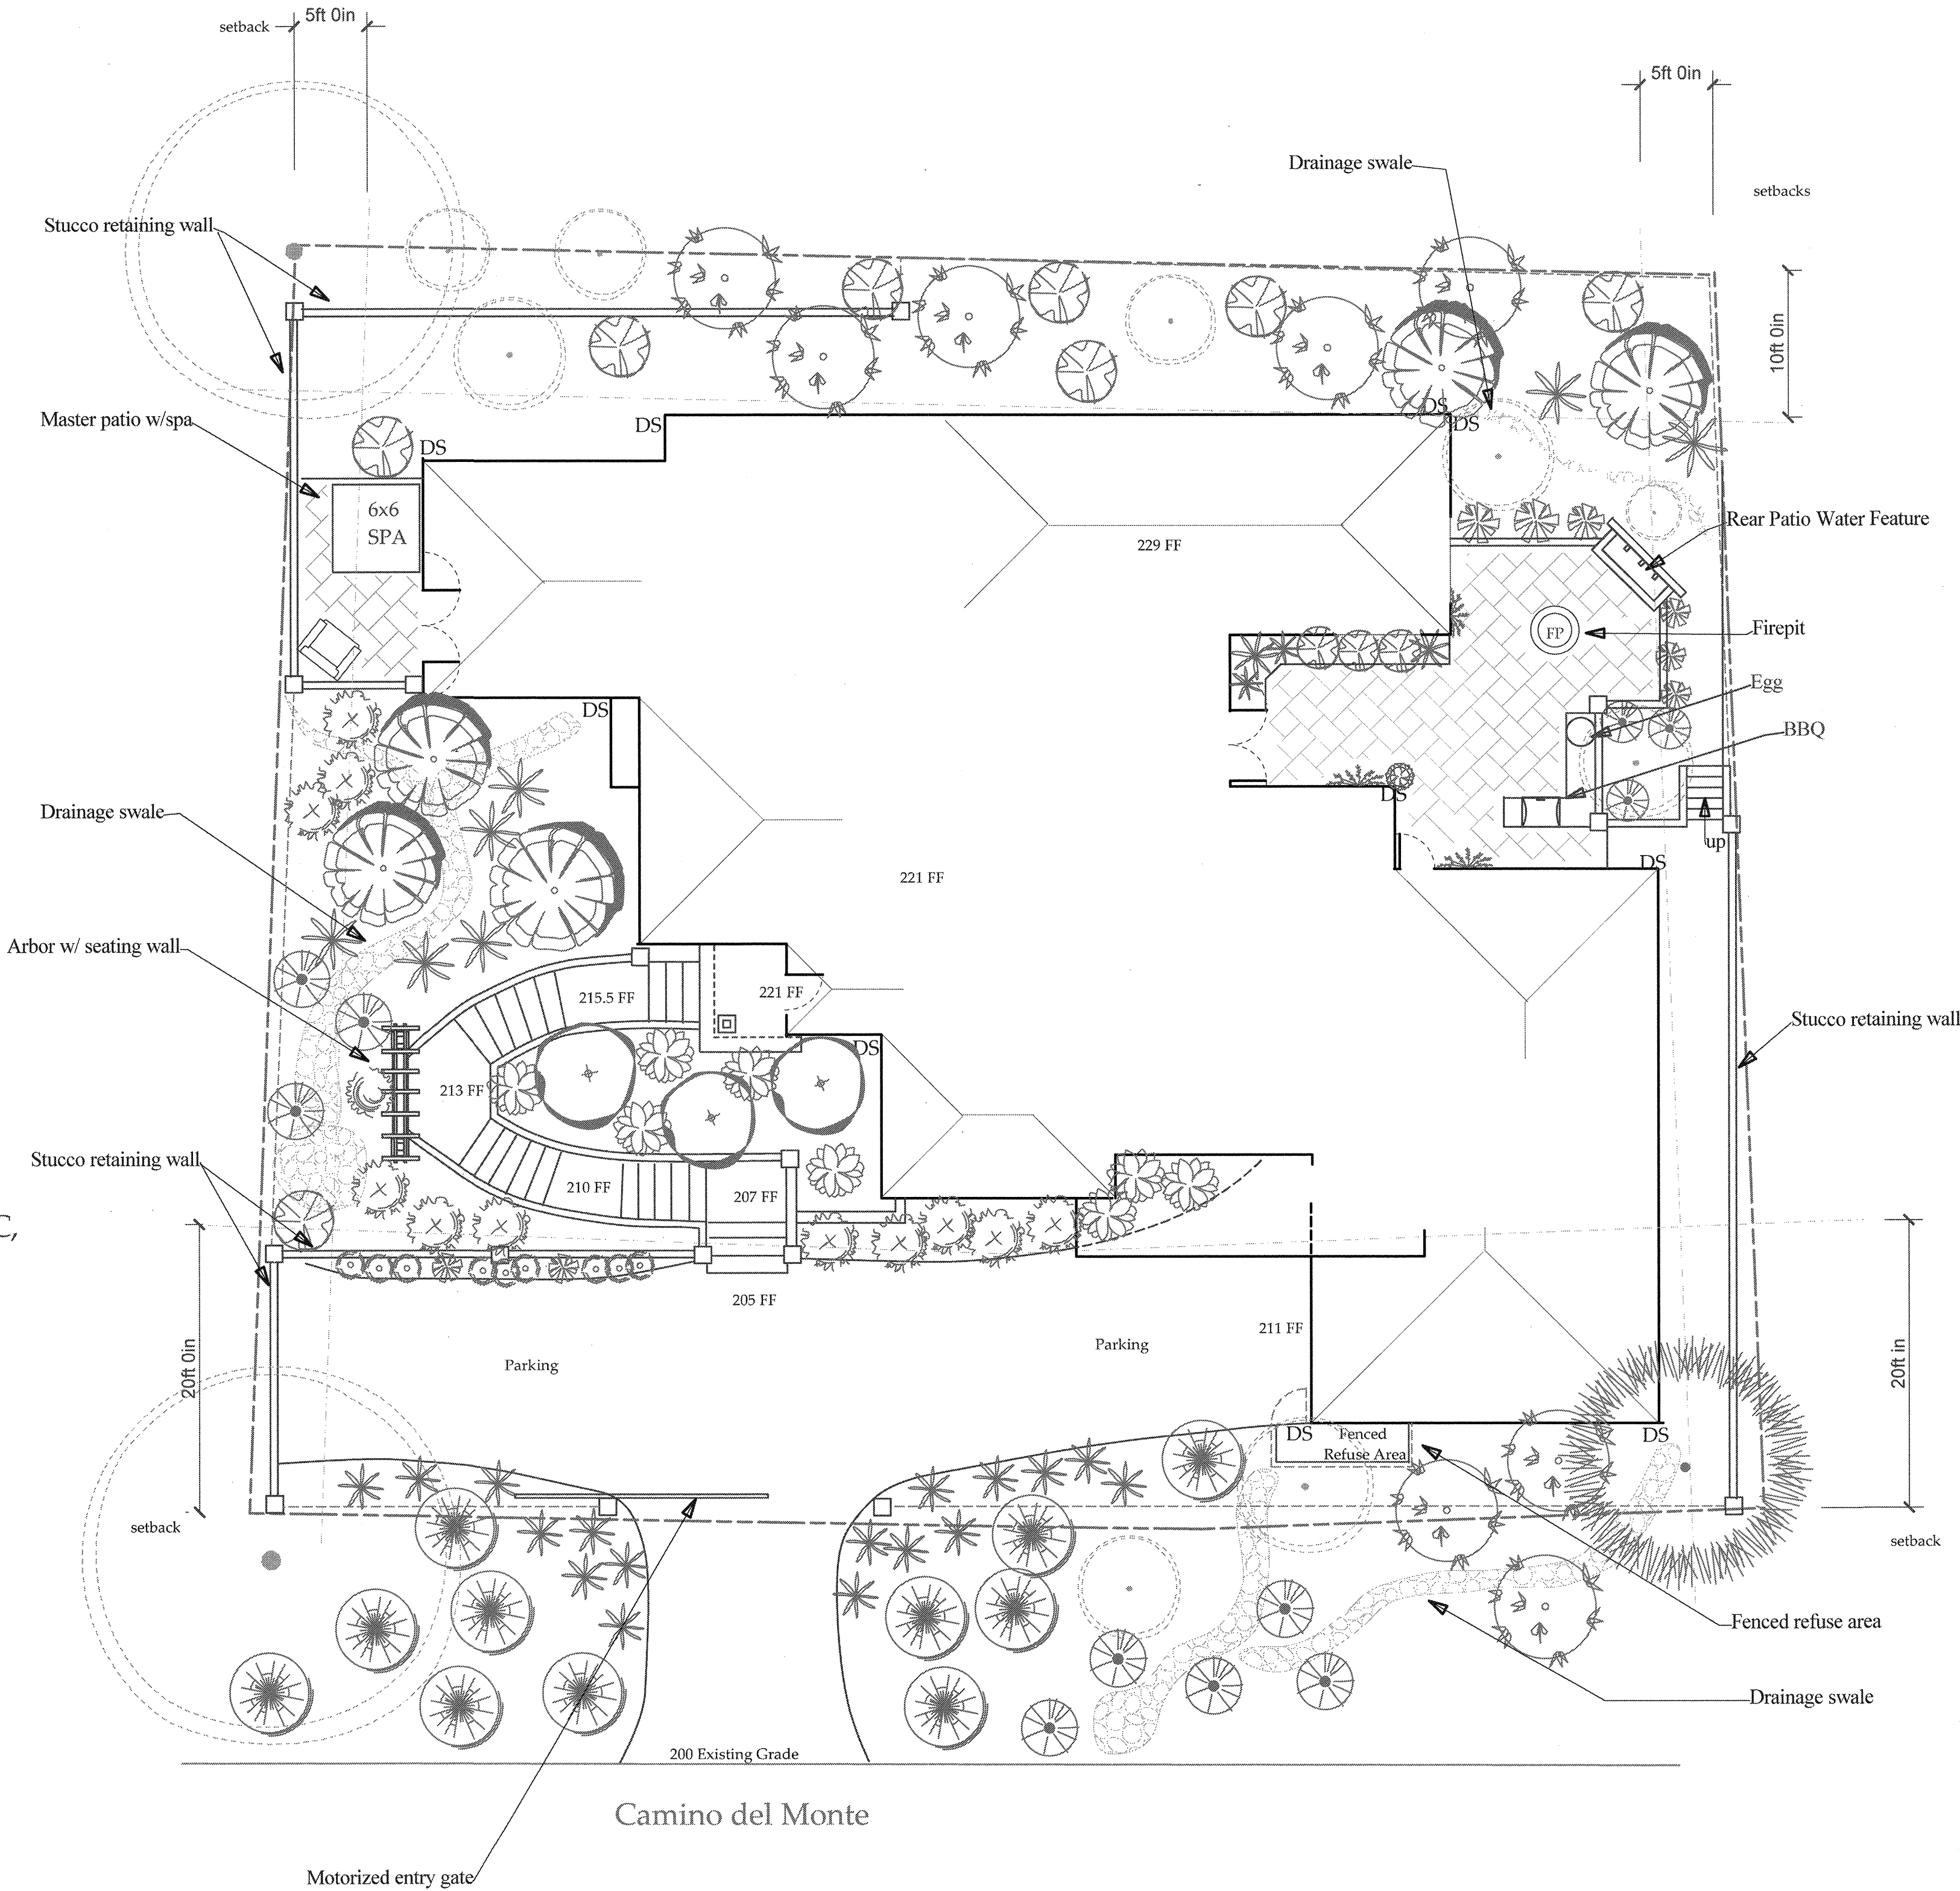 setback
5ft 0in
5ft 0in
Drainage swale
setbacks
Stucco retaining wall
10ft 0in
Master patio w/spa
DS
DS
DS
DS
6x6
SPA
Rear Patio Water Feature
229 FF
FP
Firepit
Egg
DS
BBQ
DS
Drainage swale
up
DS
221 FF
Arbor w/ seating wall
215.5 FF
221 FF
Stucco retaining wall
DS
213 FF
Stucco retaining wall
210 FF
207 FF
C,
205 FF
211 FF
Parking
Parking
20ft 0in
20ft in
DS
Fenced
Refuse Area
DS
setback
setback
Fenced refuse area
Drainage swale
200 Existing Grade
Camino del Monte
Motorized entry gate